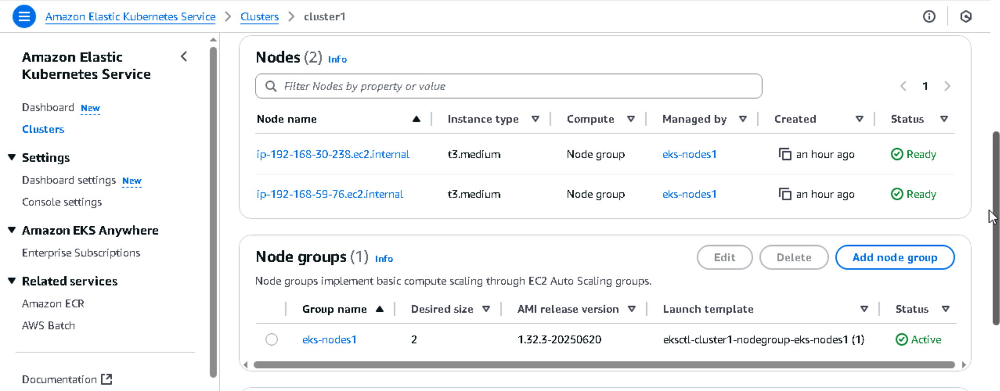 Amazon Elastic Kubernetes Service > Clusters > cluster1
Amazon Elastic
Kubernetes Service
Dashboard New
Clusters
Settings
Dashboard settings New
Console settings
Amazon EKS Anywhere
Enterprise Subscriptions
Related services
Amazon ECR
AWS Batch
Documentation
Nodes (2) Info
Filter Nodes by property or value
1
Node name Instance type Compute Managed by Created Status
ip-192-168-30-238.ec2.internal t3.medium Node group eks-nodes1 an hour ago Ready
ip-192-168-59-76.ec2.internal t3.medium Node group eks-nodes1 an hour ago Ready
Node groups (1) Info
Edit Delete Add node group
Node groups implement basic compute scaling through EC2 Auto Scaling groups.
Group name Desired size AMI release version Launch template Status
eks-nodes1 2 1.32.3-20250620 eksctl-cluster1-nodegroup-eks-nodes1 (1) Active